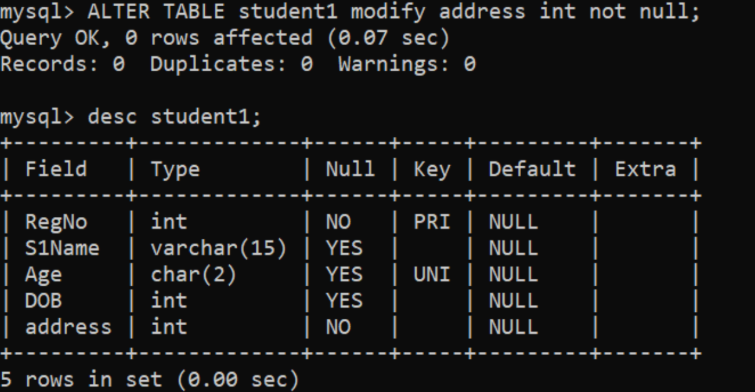 mysql> ALTER TABLE student1 modify address int not null;
Query OK, 0 rows affected (0.07 sec)
Records: 0  Duplicates: 0  Warnings: 0

mysql> desc student1;
+---------+-------------+------+-----+---------+-------+
| Field   | Type        | Null | Key | Default | Extra |
+---------+-------------+------+-----+---------+-------+
| RegNo   | int         | NO   | PRI | NULL    |       |
| S1Name  | varchar(15) | YES  |     | NULL    |       |
| Age     | char(2)     | YES  | UNI | NULL    |       |
| DOB     | int         | YES  |     | NULL    |       |
| address | int         | NO   |     | NULL    |       |
+---------+-------------+------+-----+---------+-------+
5 rows in set (0.00 sec)